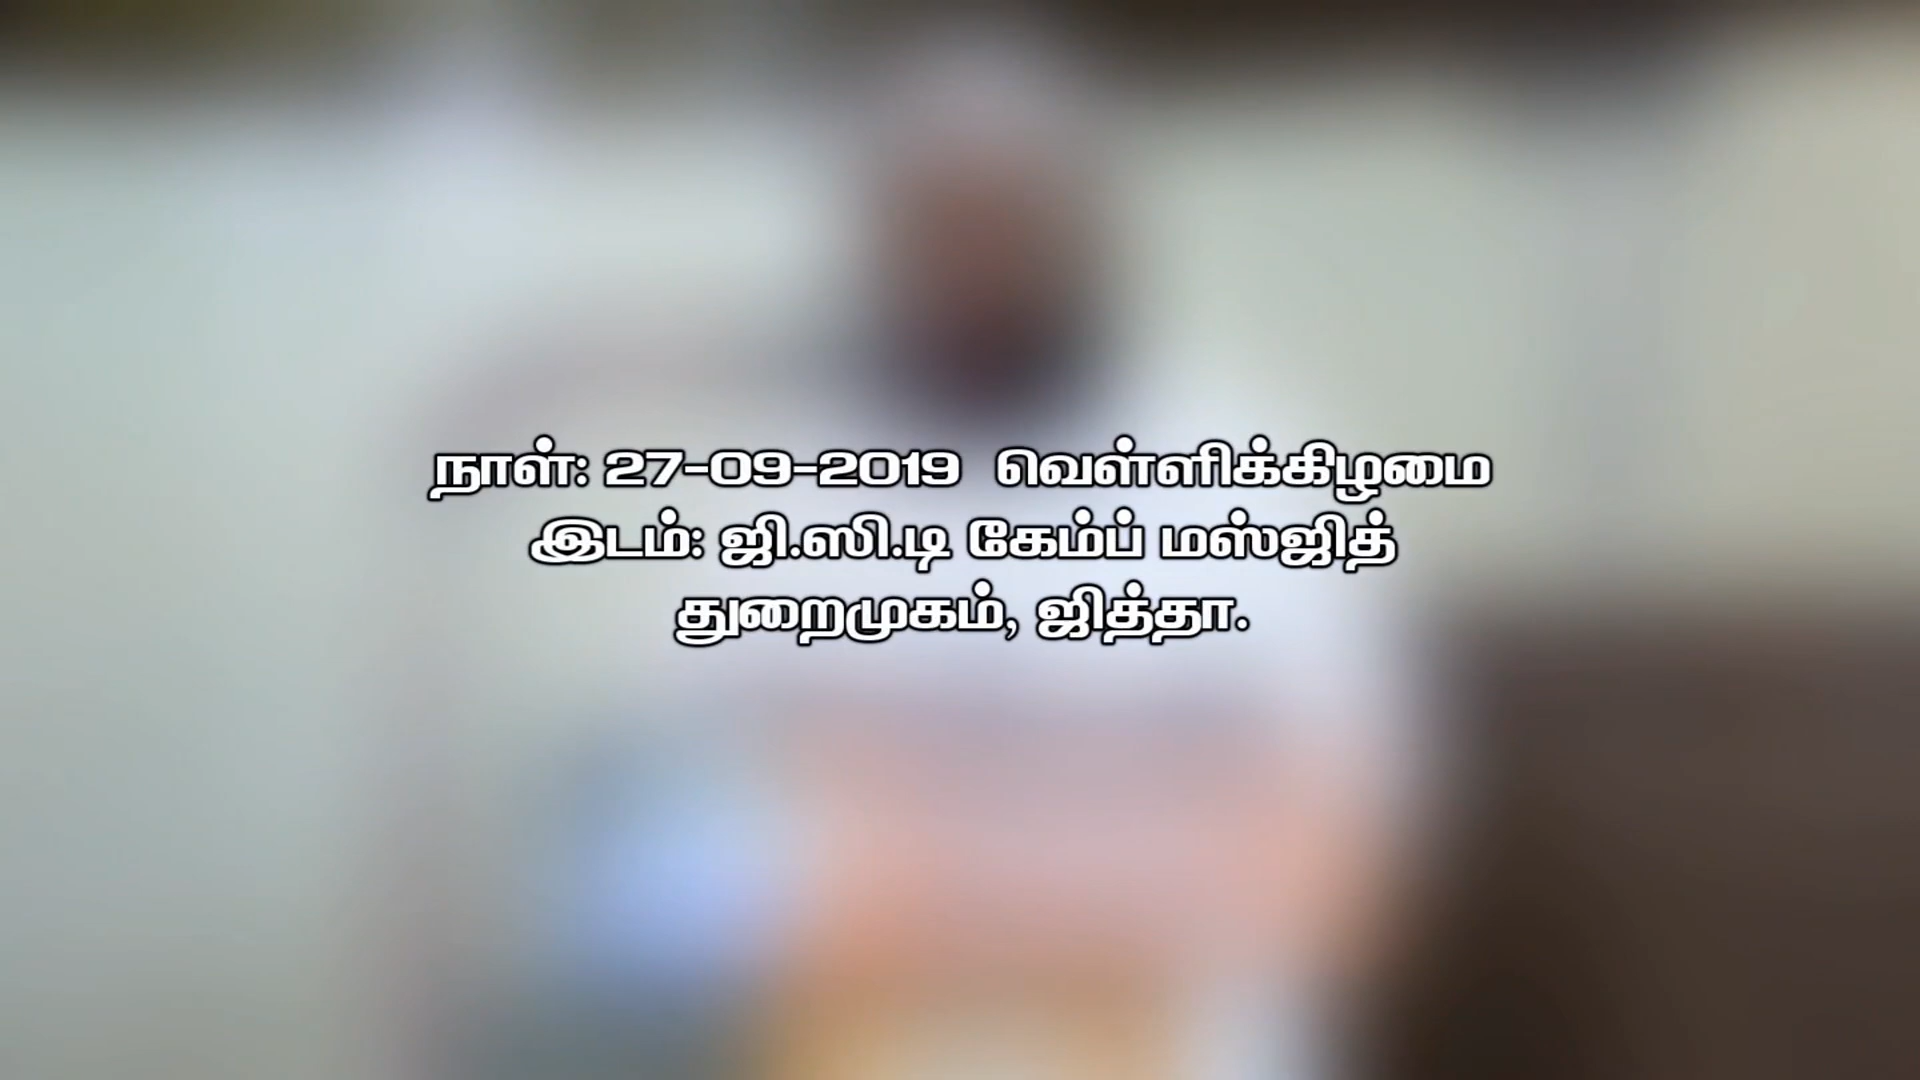 நாள்: 27-09-2019 வெள்ளிக்கிழமை
இடம்: ஜி.ஸி.டி கேம்ப் மஸ்ஜித்
துறைமுகம், ஜித்தா.